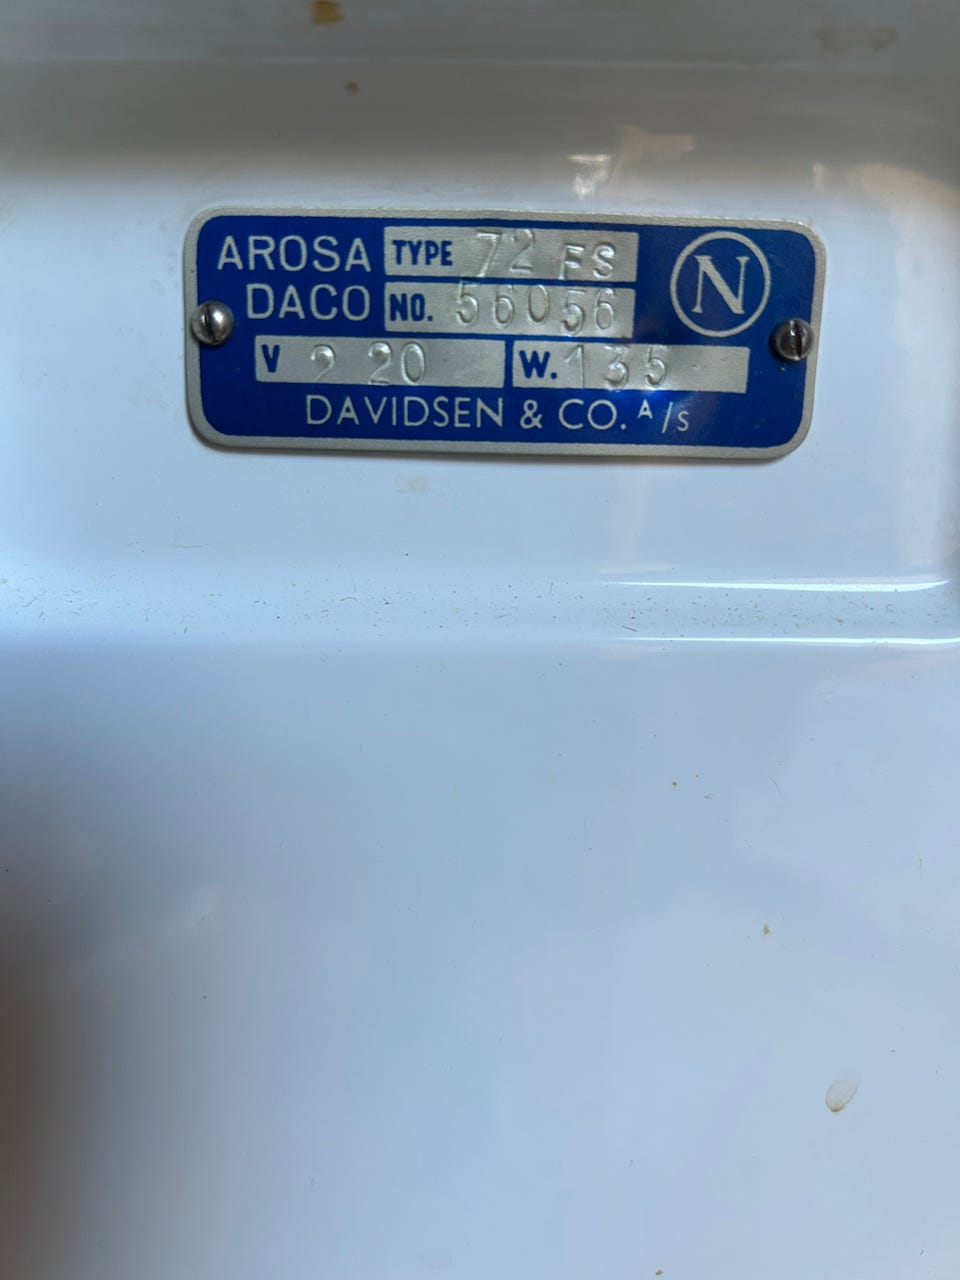 AROSA TYPE 72 FS
DACO NO. 56056
N
V 220 W. 135
DAVIDSEN & CO. A/S